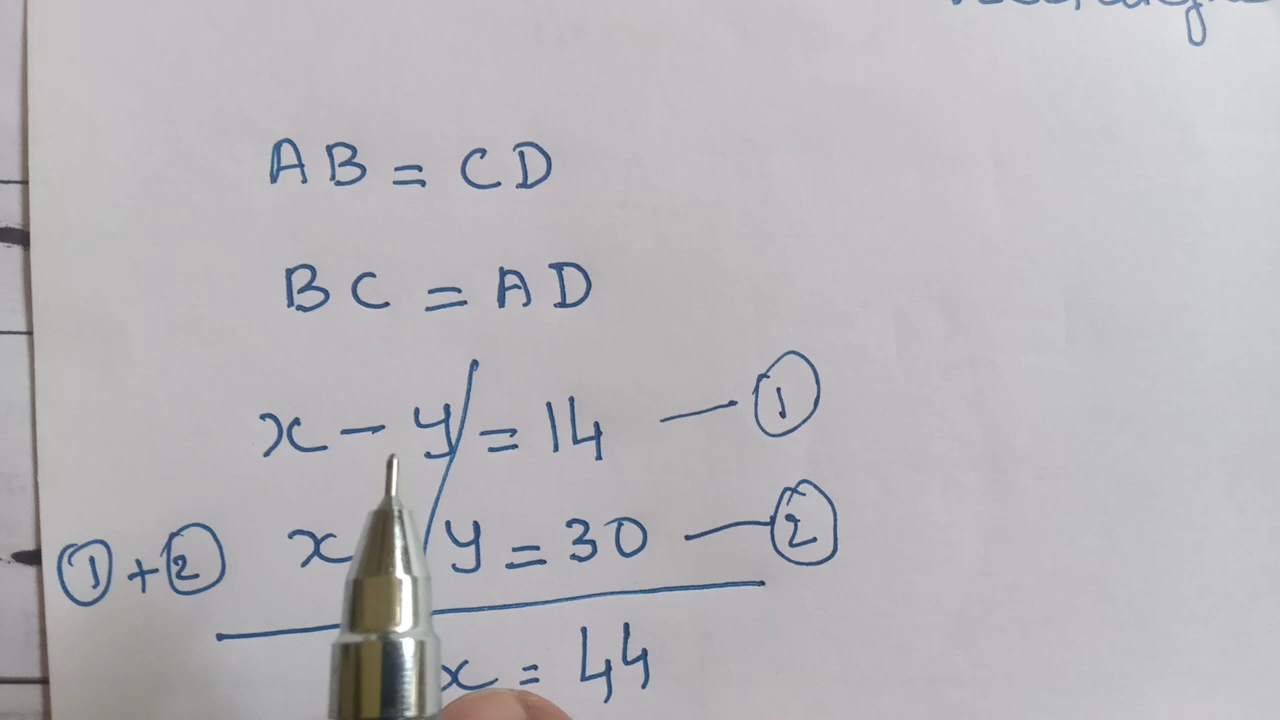 AB = CD
BC = AD
x - y = 14 — ①
①+② x y = 30 — ②
x = 44